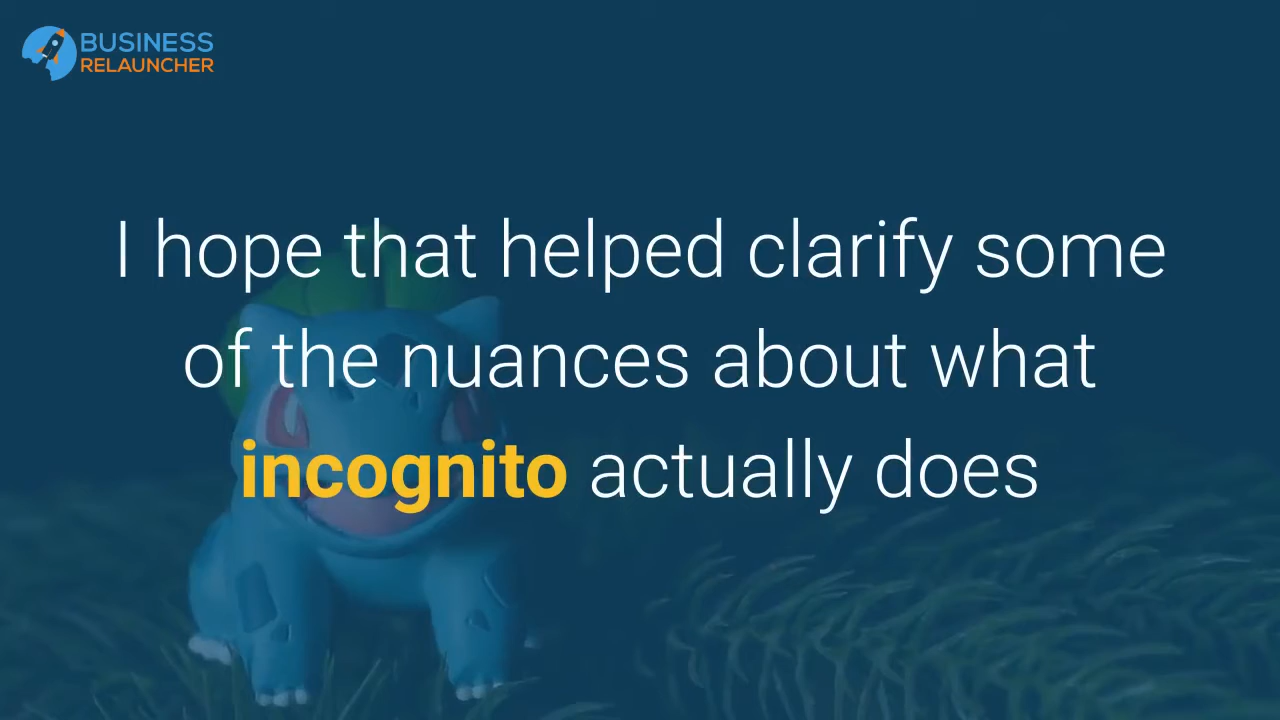 BUSINESS
RELAUNCHER
I hope that helped clarify some
of the nuances about what
incognito actually does